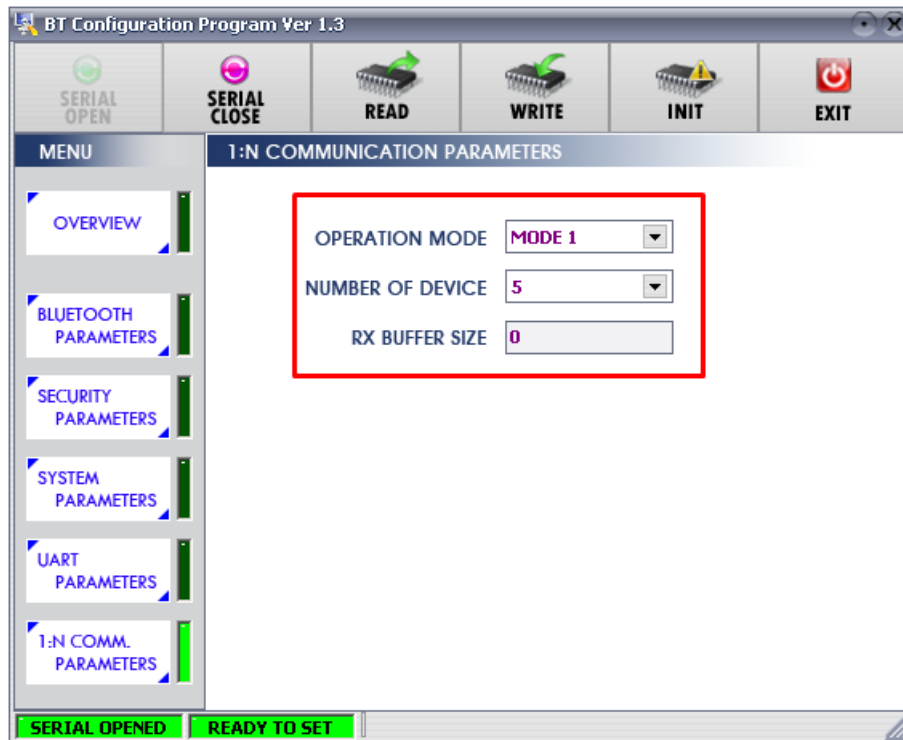 BT Configuration Program Ver 1.3
SERIAL OPEN
SERIAL CLOSE
READ
WRITE
INIT
EXIT
MENU
1:N COMMUNICATION PARAMETERS
OVERVIEW
BLUETOOTH
PARAMETERS
SECURITY
PARAMETERS
SYSTEM
PARAMETERS
UART
PARAMETERS
1:N COMM.
PARAMETERS
OPERATION MODE MODE 1
NUMBER OF DEVICE 5
RX BUFFER SIZE 0
SERIAL OPENED
READY TO SET